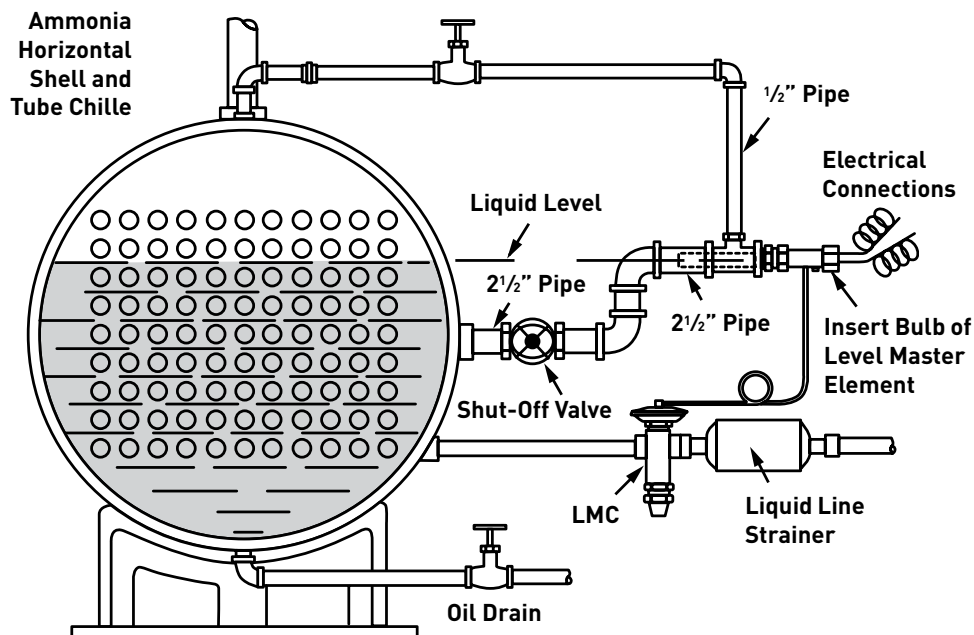 Ammonia
Horizontal
Shell and
Tube Chille
½” Pipe
Electrical
Connections
Liquid Level
2½” Pipe
2½” Pipe
Insert Bulb of
Level Master
Element
Shut-Off Valve
LMC
Liquid Line
Strainer
Oil Drain